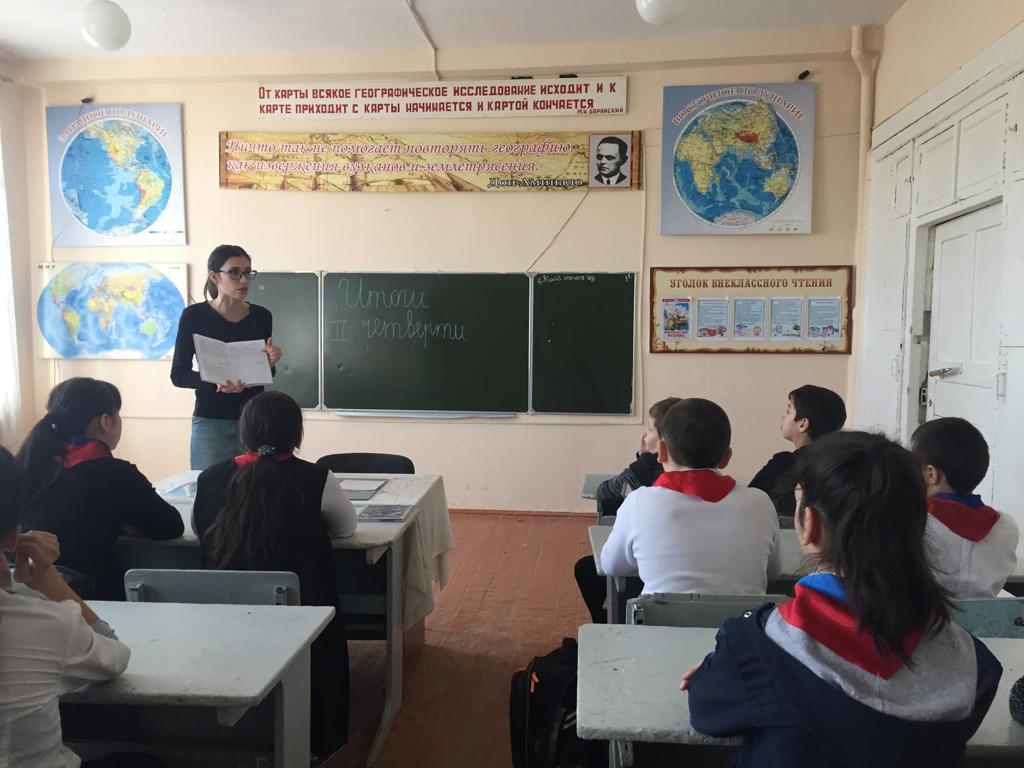 ОТ КАРТЫ ВСЯКОЕ ГЕОГРАФИЧЕСКОЕ ИССЛЕДОВАНИЕ ИСХОДИТ И К
КАРТЕ ПРИХОДИТ С КАРТЫ НАЧИНАЕТСЯ И КАРТОЙ КОНЧАЕТСЯ
Н.Н. БАРАНСКИЙ
Ничто так не помогает повторять географию,
как извержения вулканов и землетрясения.
Дон-Аминадо
ЗАПАДНОЕ ПОЛУШАРИЕ
ВОСТОЧНОЕ ПОЛУШАРИЕ
МИР
Итоги
II четверти
УГОЛОК ВНЕКЛАССНОГО ЧТЕНИЯ